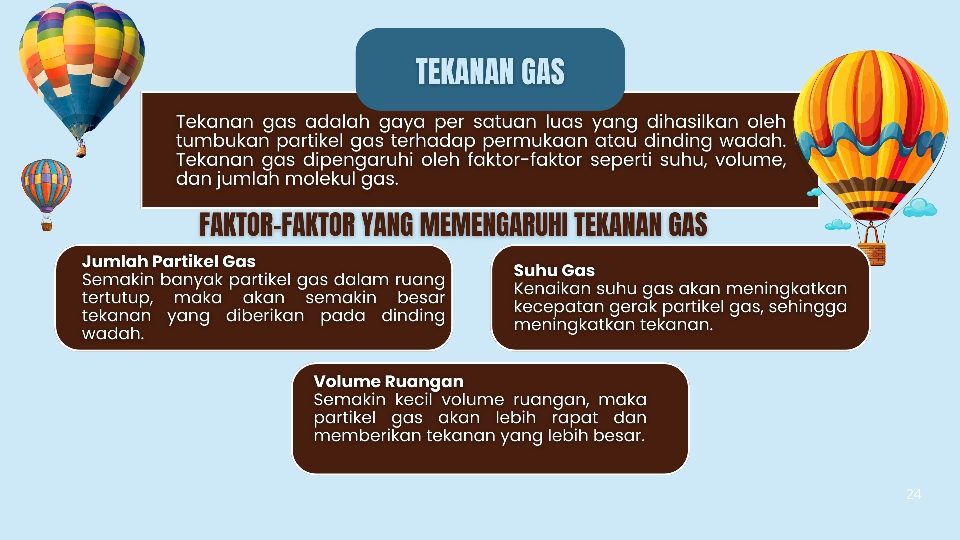 TEKANAN GAS
Tekanan gas adalah gaya per satuan luas yang dihasilkan oleh
tumbukan partikel gas terhadap permukaan atau dinding wadah.
Tekanan gas dipengaruhi oleh faktor-faktor seperti suhu, volume,
dan jumlah molekul gas.
FAKTOR-FAKTOR YANG MEMENGARUHI TEKANAN GAS
Jumlah Partikel Gas
Semakin banyak partikel gas dalam ruang
tertutup, maka akan semakin besar
tekanan yang diberikan pada dinding
wadah.
Suhu Gas
Kenaikan suhu gas akan meningkatkan
kecepatan gerak partikel gas, sehingga
meningkatkan tekanan.
Volume Ruangan
Semakin kecil volume ruangan, maka
partikel gas akan lebih rapat dan
memberikan tekanan yang lebih besar.
24